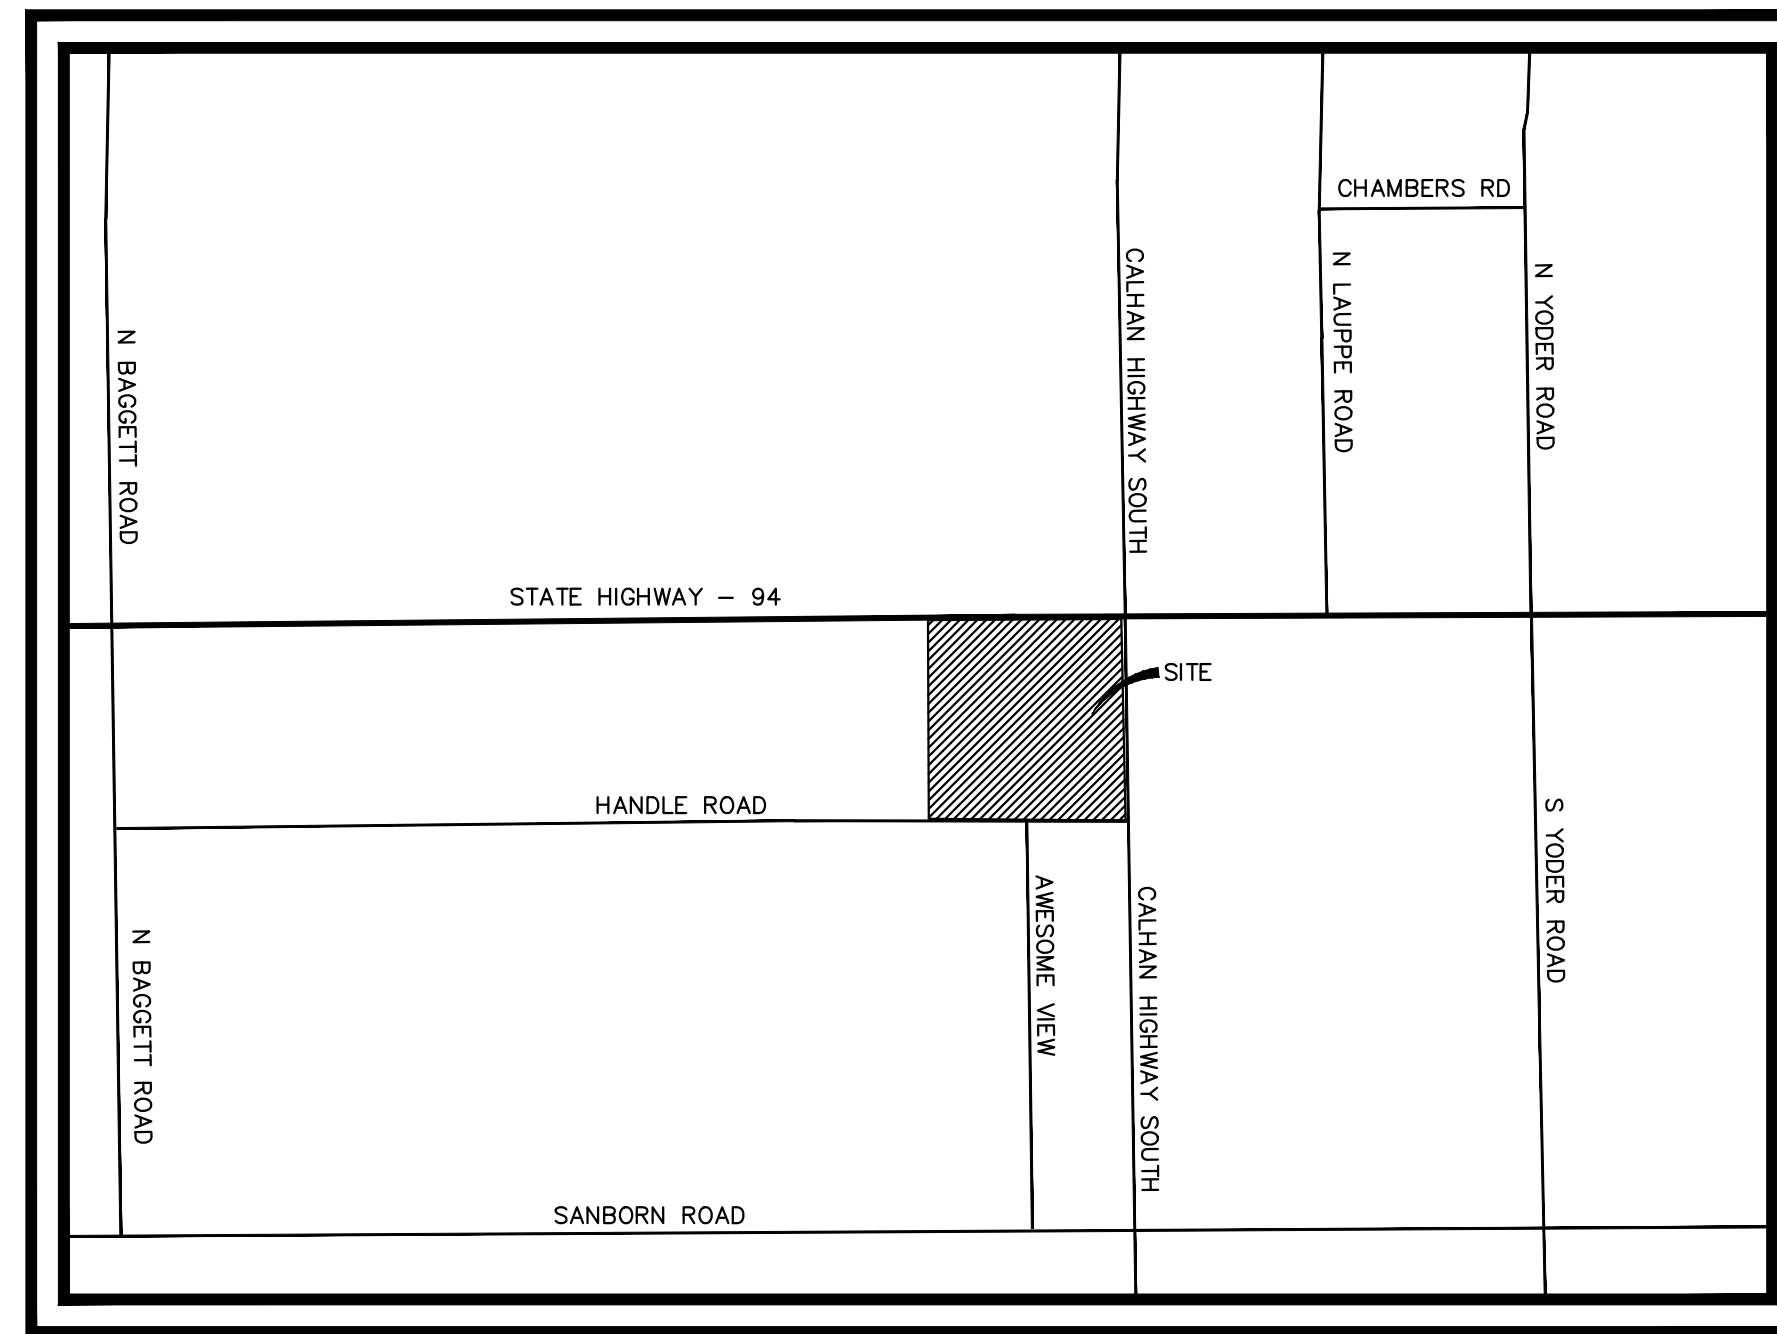 CHAMBERS RD
CALHAN HIGHWAY SOUTH
N LAUPPE ROAD
N YODER ROAD
N BAGGETT ROAD
STATE HIGHWAY - 94
SITE
HANDLE ROAD
S YODER ROAD
AWESOME VIEW
CALHAN HIGHWAY SOUTH
N BAGGETT ROAD
SANBORN ROAD